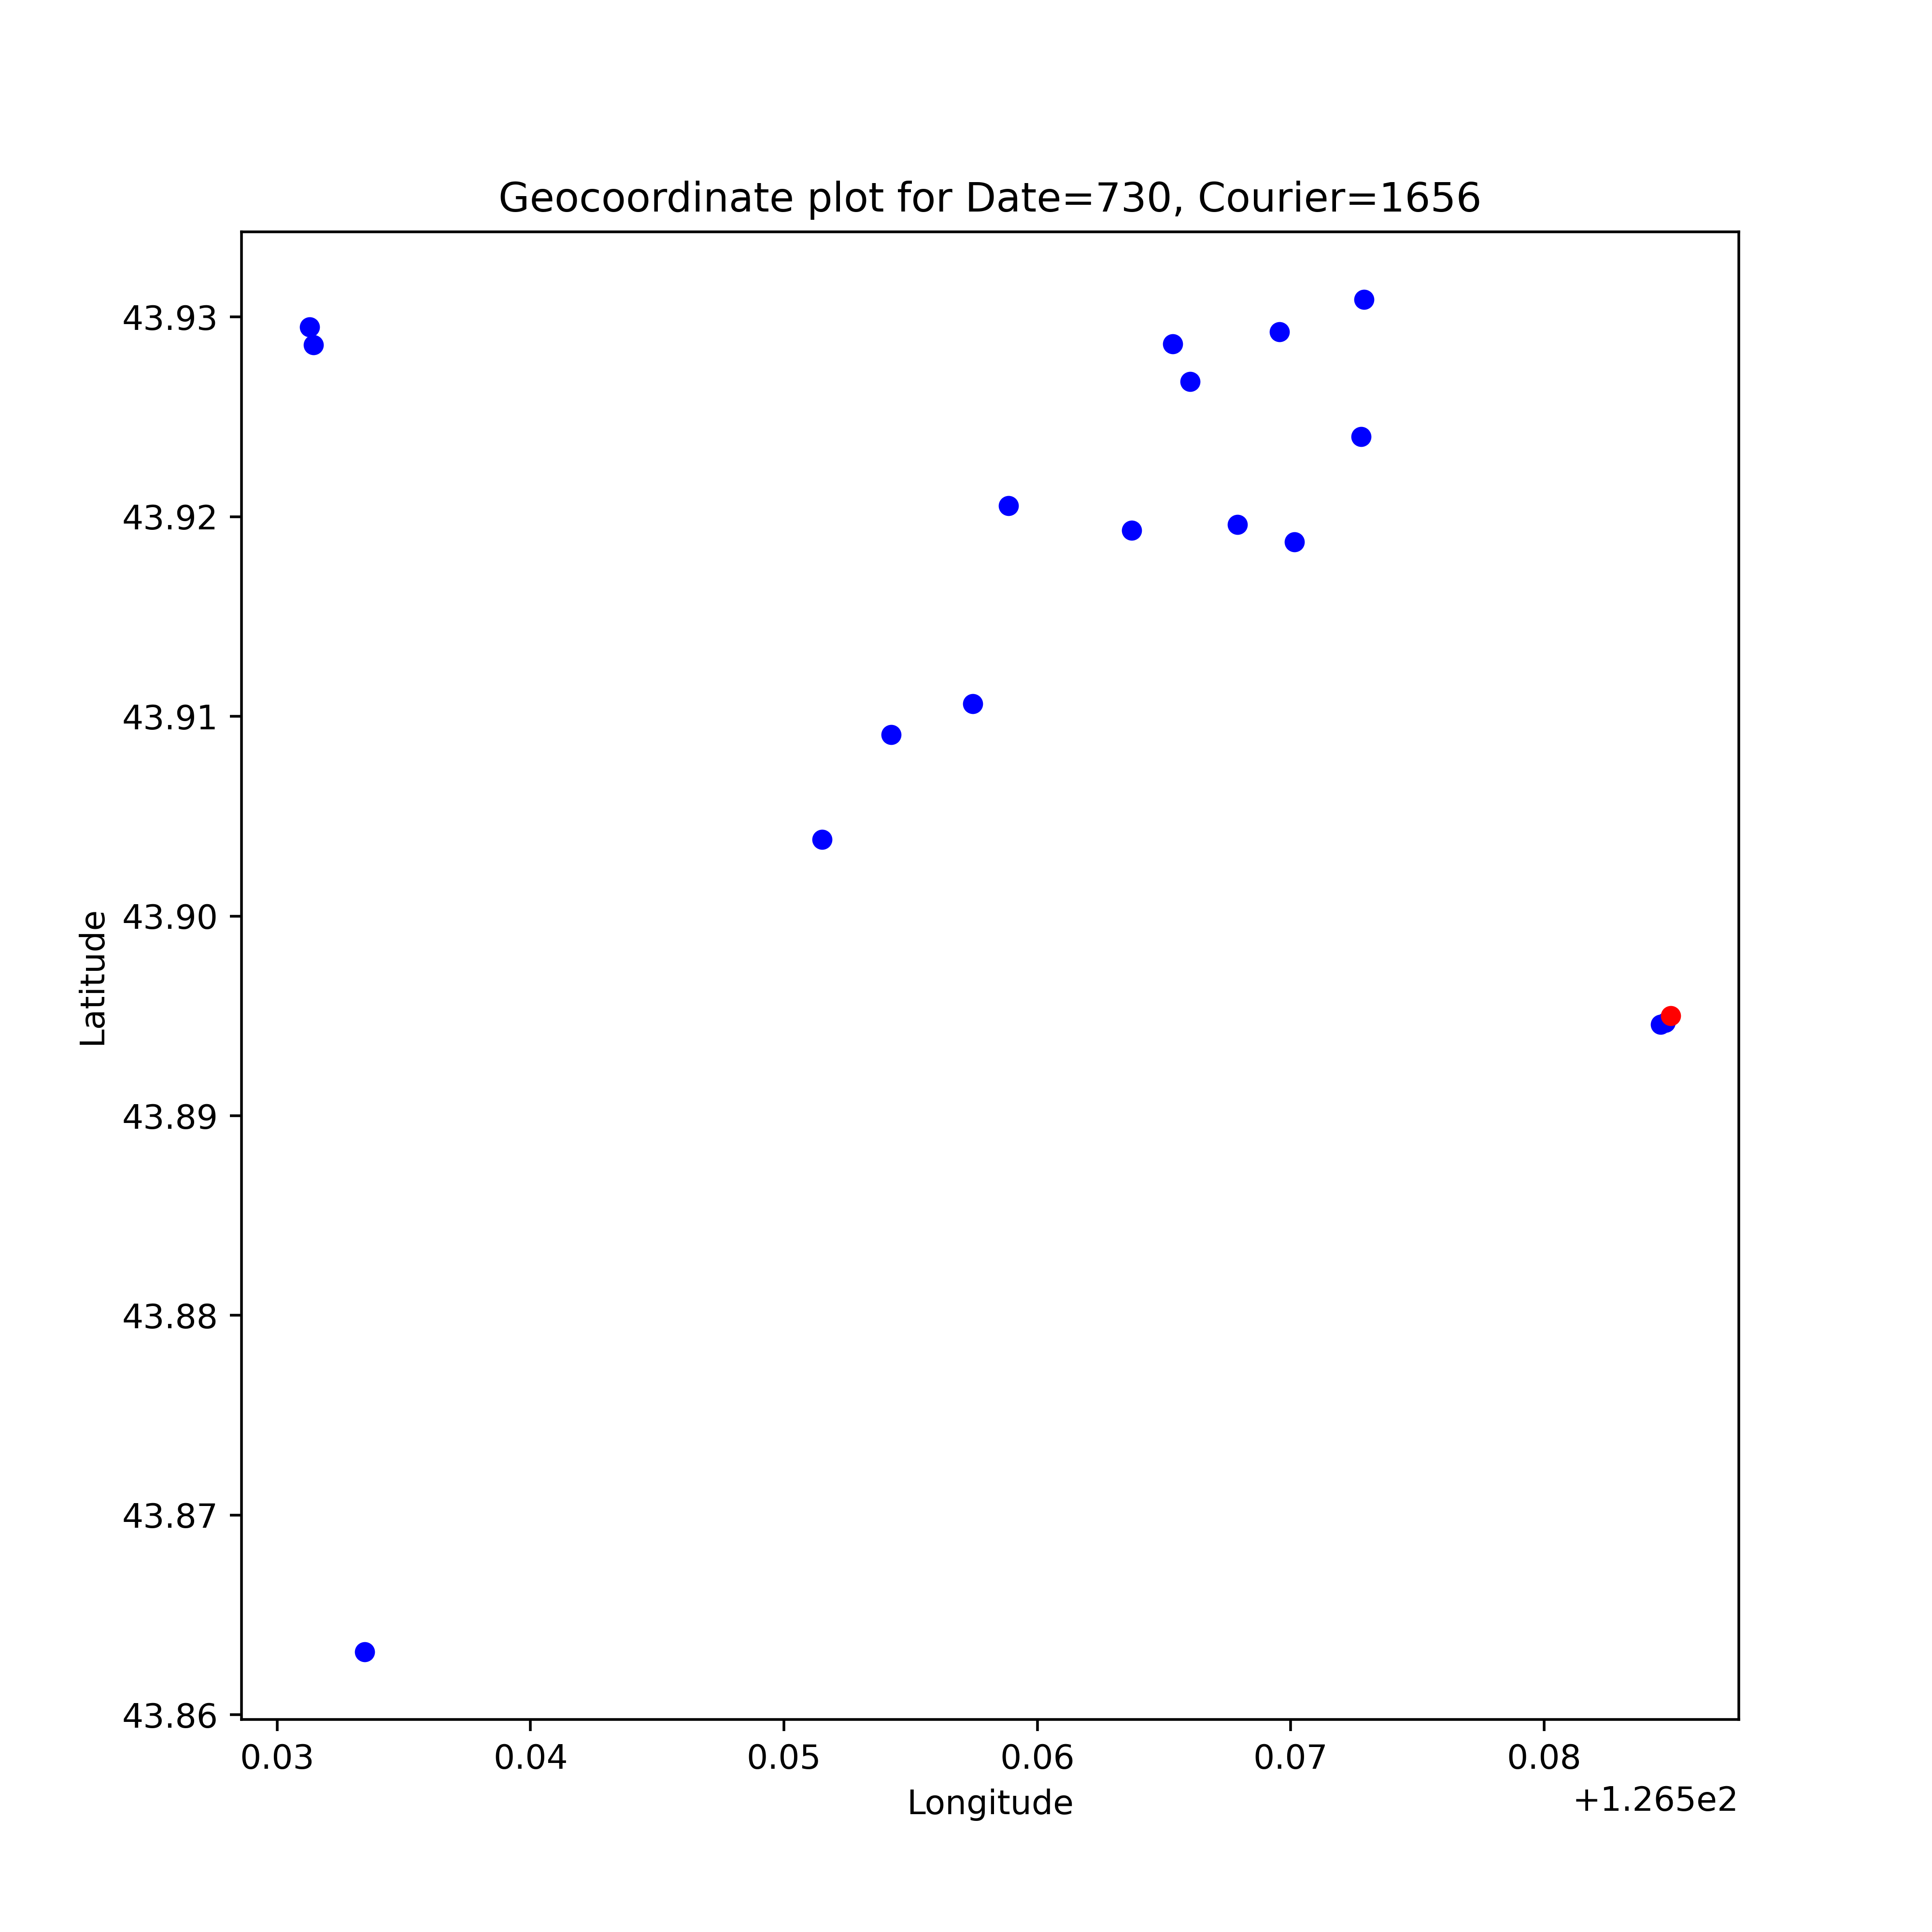 Geocoordinate plot for Date=730, Courier=1656
43.93
43.92
43.91
43.90
43.89
43.88
43.87
43.86
Latitude
0.03 0.04 0.05 0.06 0.07 0.08
Longitude
+1.265e2